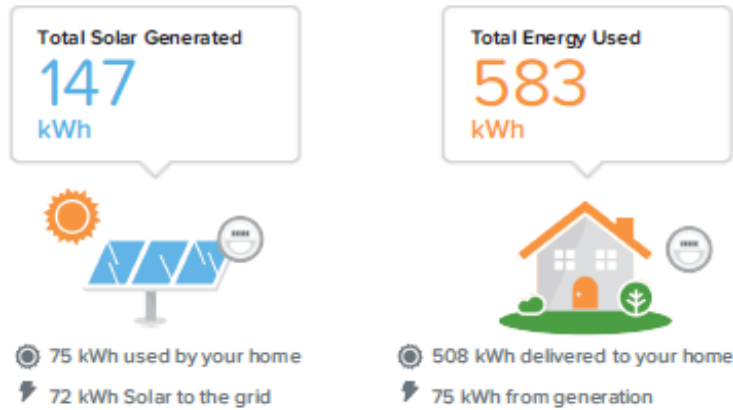 Total Solar Generated
147
kWh
75 kWh used by your home
72 kWh Solar to the grid
Total Energy Used
583
kWh
508 kWh delivered to your home
75 kWh from generation